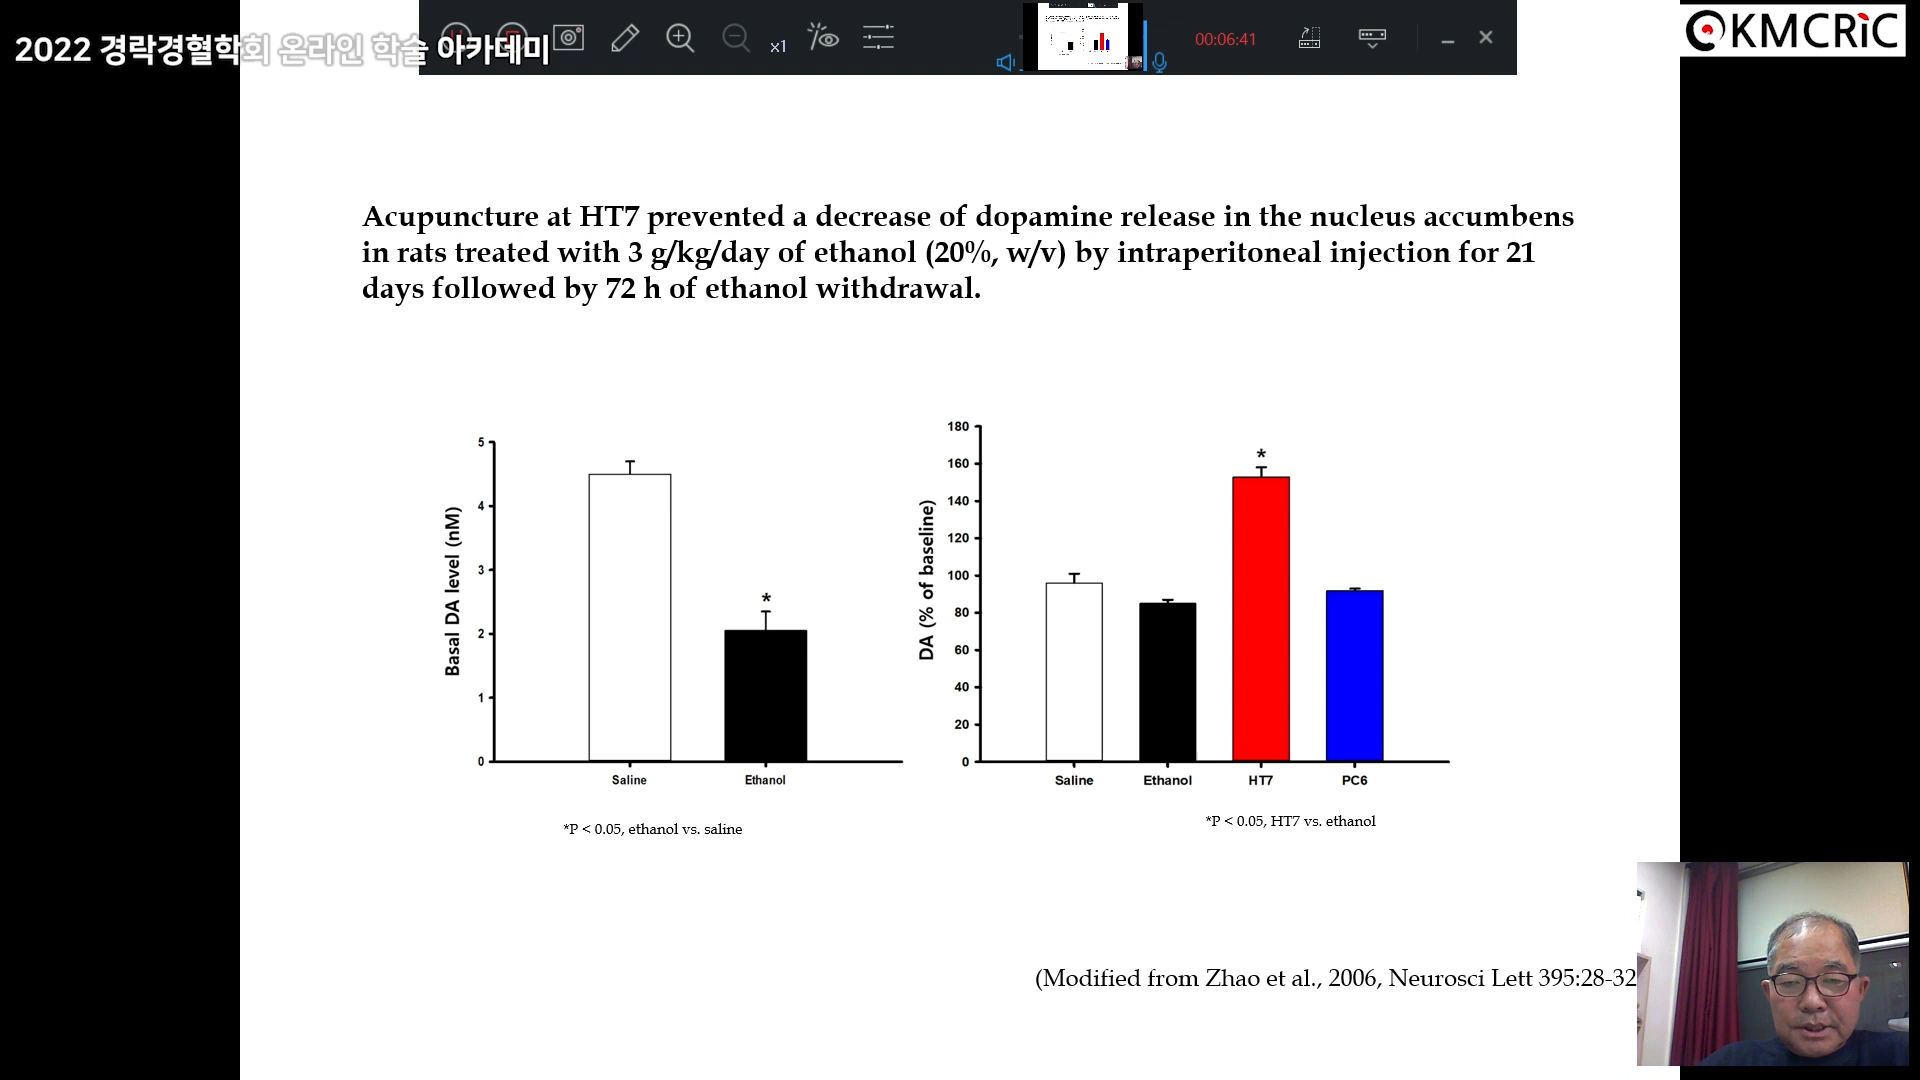 2022 경락경혈학회 온라인 학술 아카데미
x1
00:06:41
KMCRiC
Acupuncture at HT7 prevented a decrease of dopamine release in the nucleus accumbens
in rats treated with 3 g/kg/day of ethanol (20%, w/v) by intraperitoneal injection for 21
days followed by 72 h of ethanol withdrawal.
Basal DA level (nM)
5
4
3
2
1
0
*
Saline
Ethanol
*P < 0.05, ethanol vs. saline
DA (% of baseline)
180
160
140
120
100
80
60
40
20
0
*
Saline
Ethanol
HT7
PC6
*P < 0.05, HT7 vs. ethanol
(Modified from Zhao et al., 2006, Neurosci Lett 395:28-32